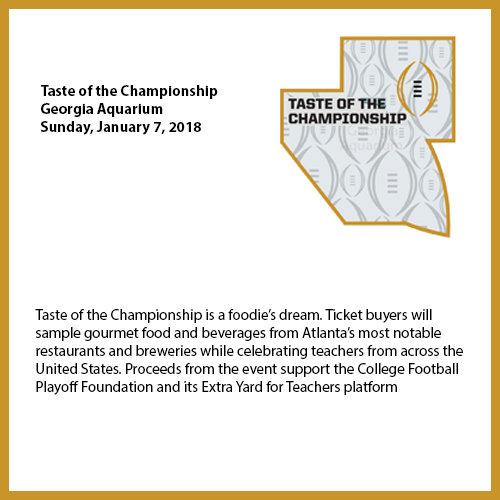 Taste of the Championship
Georgia Aquarium
Sunday, January 7, 2018
TASTE OF THE
CHAMPIONSHIP
Georgia
Aquarium
Taste of the Championship is a foodie's dream. Ticket buyers will
sample gourmet food and beverages from Atlanta's most notable
restaurants and breweries while celebrating teachers from across the
United States. Proceeds from the event support the College Football
Playoff Foundation and its Extra Yard for Teachers platform